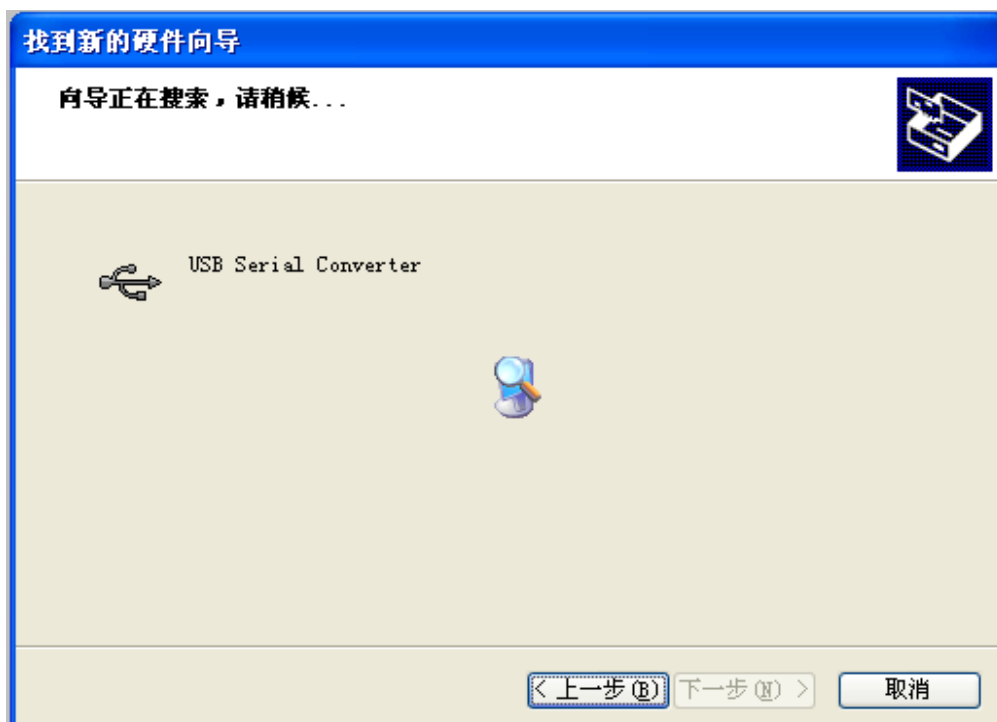 找到新的硬件向导
向导正在搜索，请稍候...
USB Serial Converter
< 上一步(B) 下一步(N) > 取消